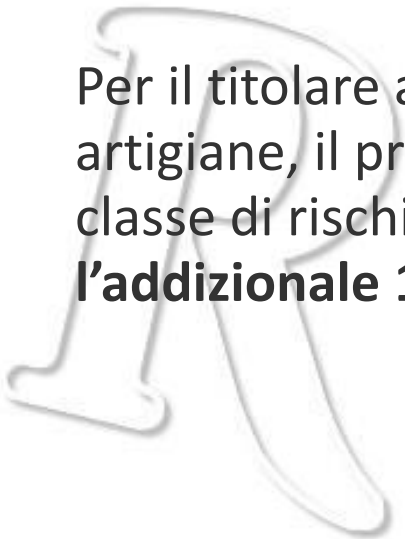 Per il titolare
artigiane, il pr
classe di rischi
l’addizionale 1